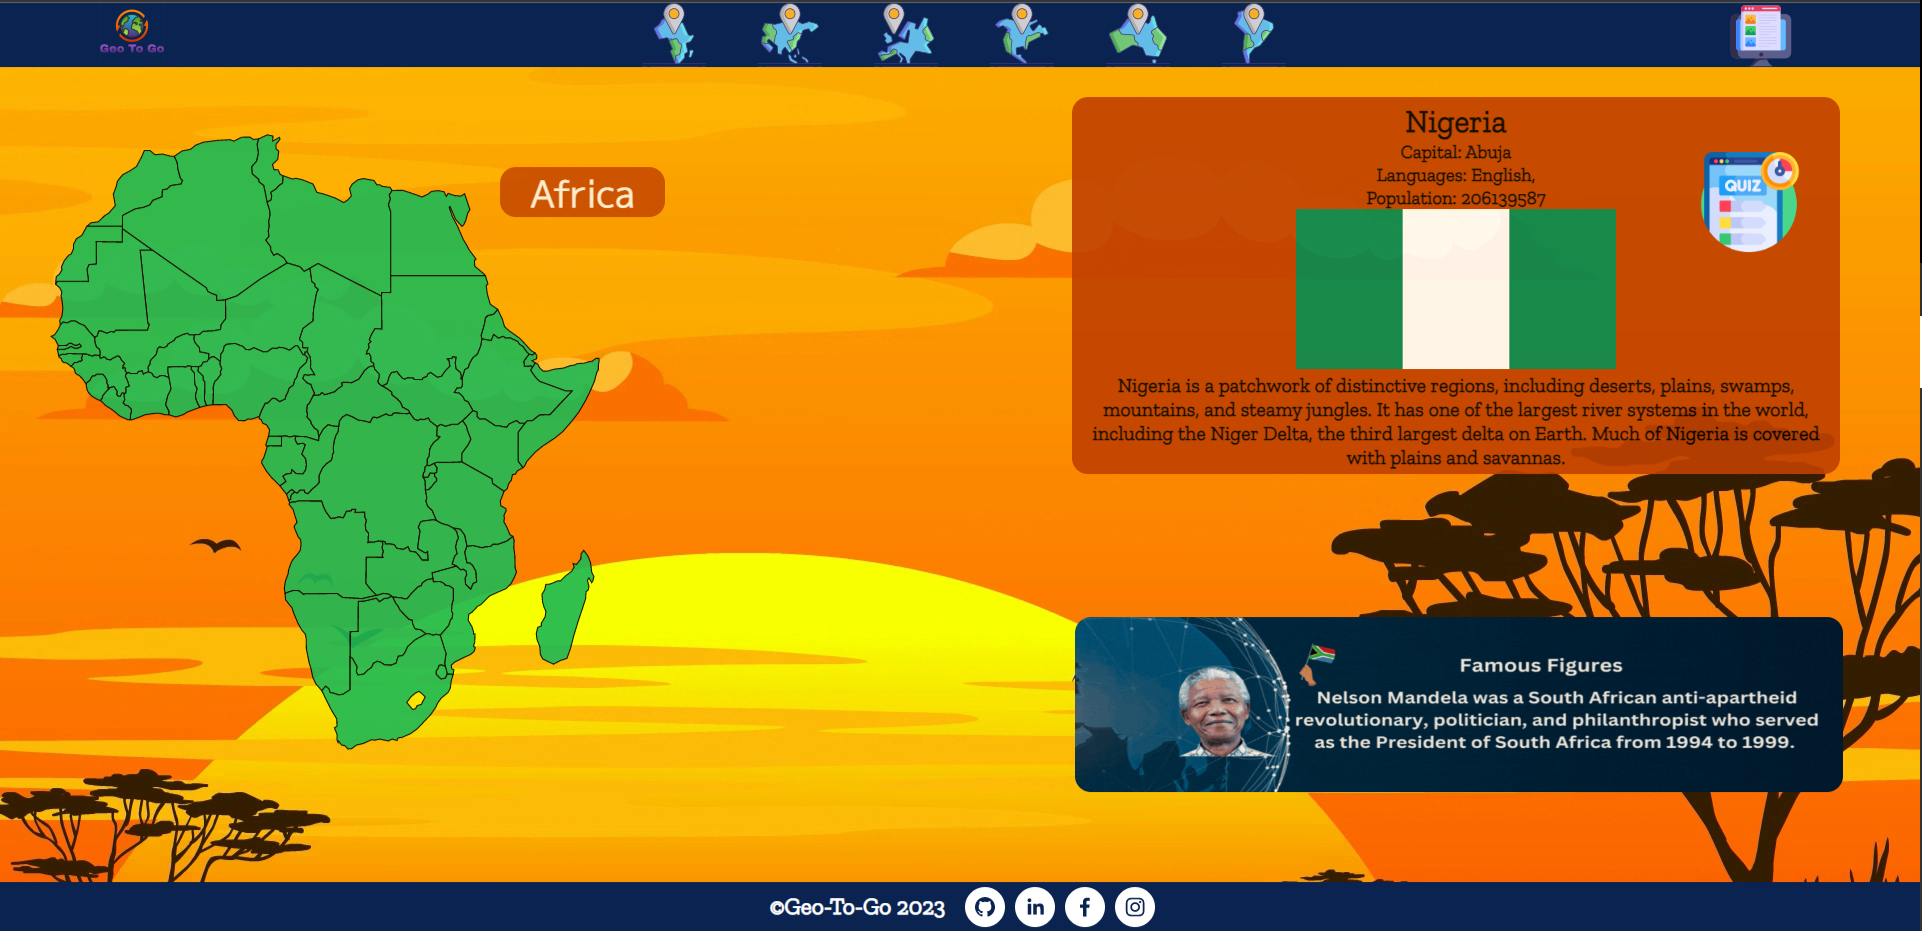 Geo To Go
Africa
Nigeria
Capital: Abuja
Languages: English,
Population: 206139587
QUIZ
Nigeria is a patchwork of distinctive regions, including deserts, plains, swamps,
mountains, and steamy jungles. It has one of the largest river systems in the world,
including the Niger Delta, the third largest delta on Earth. Much of Nigeria is covered
with plains and savannas.
Famous Figures
Nelson Mandela was a South African anti-apartheid
revolutionary, politician, and philanthropist who served
as the President of South Africa from 1994 to 1999.
©Geo-To-Go 2023
in
f